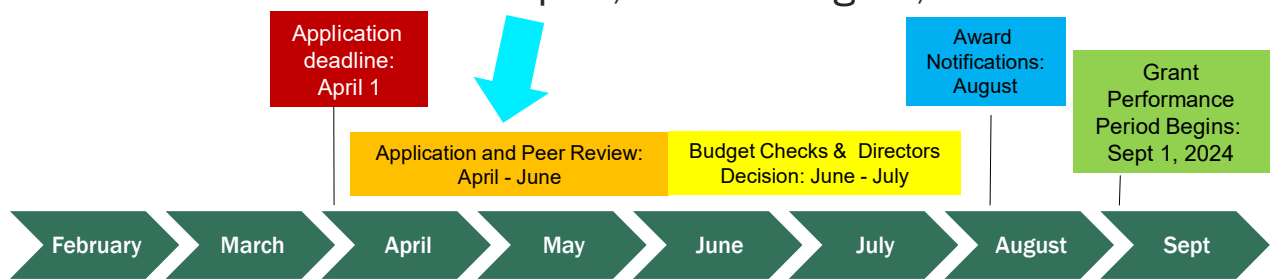 Application
deadline:
April 1
Award
Notifications:
August
Grant
Performance
Period Begins:
Sept 1, 2024
Application and Peer Review:
April - June
Budget Checks & Directors
Decision: June - July
February
March
April
May
June
July
August
Sept